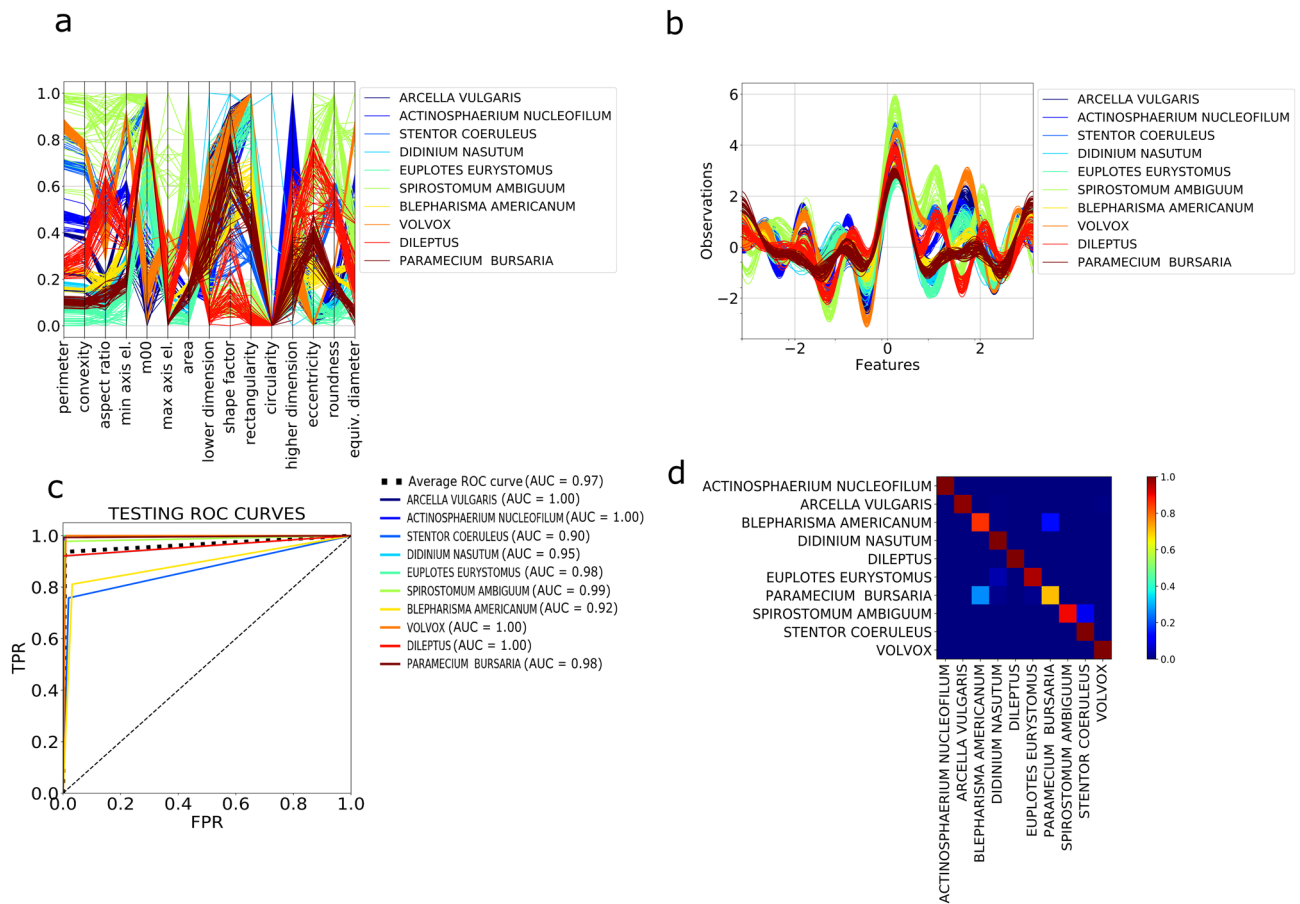 a
1.0
0.8
0.6
0.4
0.2
0.0
perimeter
convexity
aspect ratio
min axis el.
m00
max axis el.
area
lower dimension
shape factor
rectangularity
circularity
higher dimension
eccentricity
roundness
equiv. diameter
ARCELLA VULGARIS
ACTINOSPHAERIUM NUCLEOFILUM
STENTOR COERULEUS
DIDINIUM NASUTUM
EUPLOTES EURYSTOMUS
SPIROSTOMUM AMBIGUUM
BLEPHARISMA AMERICANUM
VOLVOX
DILEPTUS
PARAMECIUM BURSARIA
b
Observations
6
4
2
0
−2
−2
0
2
Features
ARCELLA VULGARIS
ACTINOSPHAERIUM NUCLEOFILUM
STENTOR COERULEUS
DIDINIUM NASUTUM
EUPLOTES EURYSTOMUS
SPIROSTOMUM AMBIGUUM
BLEPHARISMA AMERICANUM
VOLVOX
DILEPTUS
PARAMECIUM BURSARIA
c
TESTING ROC CURVES
TPR
1.0
0.8
0.6
0.4
0.2
0.0
0.0
0.2
0.4
0.6
0.8
1.0
FPR
Average ROC curve (AUC = 0.97)
ARCELLA VULGARIS (AUC = 1.00)
ACTINOSPHAERIUM NUCLEOFILUM (AUC = 1.00)
STENTOR COERULEUS (AUC = 0.90)
DIDINIUM NASUTUM (AUC = 0.95)
EUPLOTES EURYSTOMUS (AUC = 0.98)
SPIROSTOMUM AMBIGUUM (AUC = 0.99)
BLEPHARISMA AMERICANUM (AUC = 0.92)
VOLVOX (AUC = 1.00)
DILEPTUS (AUC = 1.00)
PARAMECIUM BURSARIA (AUC = 0.98)
d
ACTINOSPHAERIUM NUCLEOFILUM
ARCELLA VULGARIS
BLEPHARISMA AMERICANUM
DIDINIUM NASUTUM
DILEPTUS
EUPLOTES EURYSTOMUS
PARAMECIUM BURSARIA
SPIROSTOMUM AMBIGUUM
STENTOR COERULEUS
VOLVOX
ACTINOSPHAERIUM NUCLEOFILUM
ARCELLA VULGARIS
BLEPHARISMA AMERICANUM
DIDINIUM NASUTUM
DILEPTUS
EUPLOTES EURYSTOMUS
PARAMECIUM BURSARIA
SPIROSTOMUM AMBIGUUM
STENTOR COERULEUS
VOLVOX
1.0
0.8
0.6
0.4
0.2
0.0